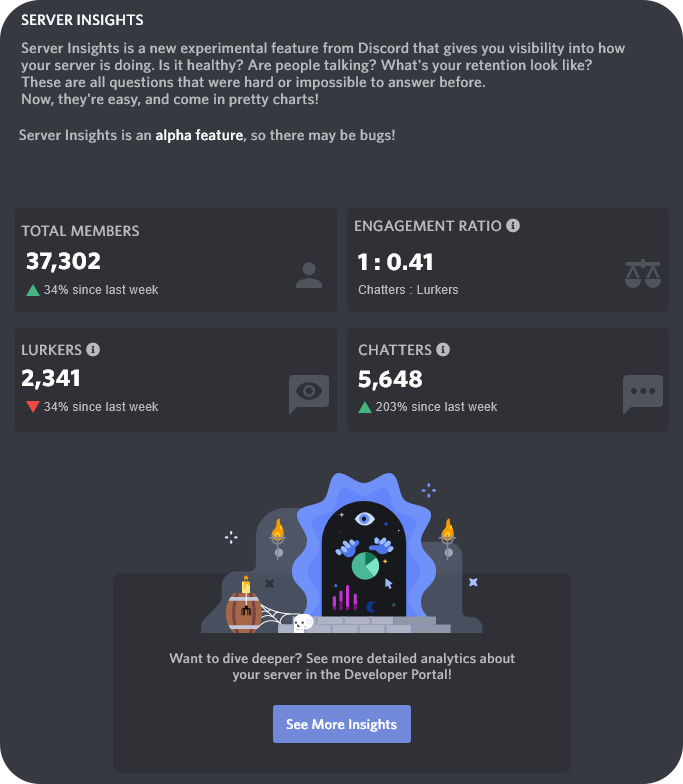 SERVER INSIGHTS
Server Insights is a new experimental feature from Discord that gives you visibility into how
your server is doing. Is it healthy? Are people talking? What's your retention look like?
These are all questions that were hard or impossible to answer before.
Now, they're easy, and come in pretty charts!
Server Insights is an alpha feature, so there may be bugs!
TOTAL MEMBERS
37,302
34% since last week
ENGAGEMENT RATIO
1 : 0.41
Chatters : Lurkers
LURKERS
2,341
34% since last week
CHATTERS
5,648
203% since last week
Want to dive deeper? See more detailed analytics about
your server in the Developer Portal!
See More Insights